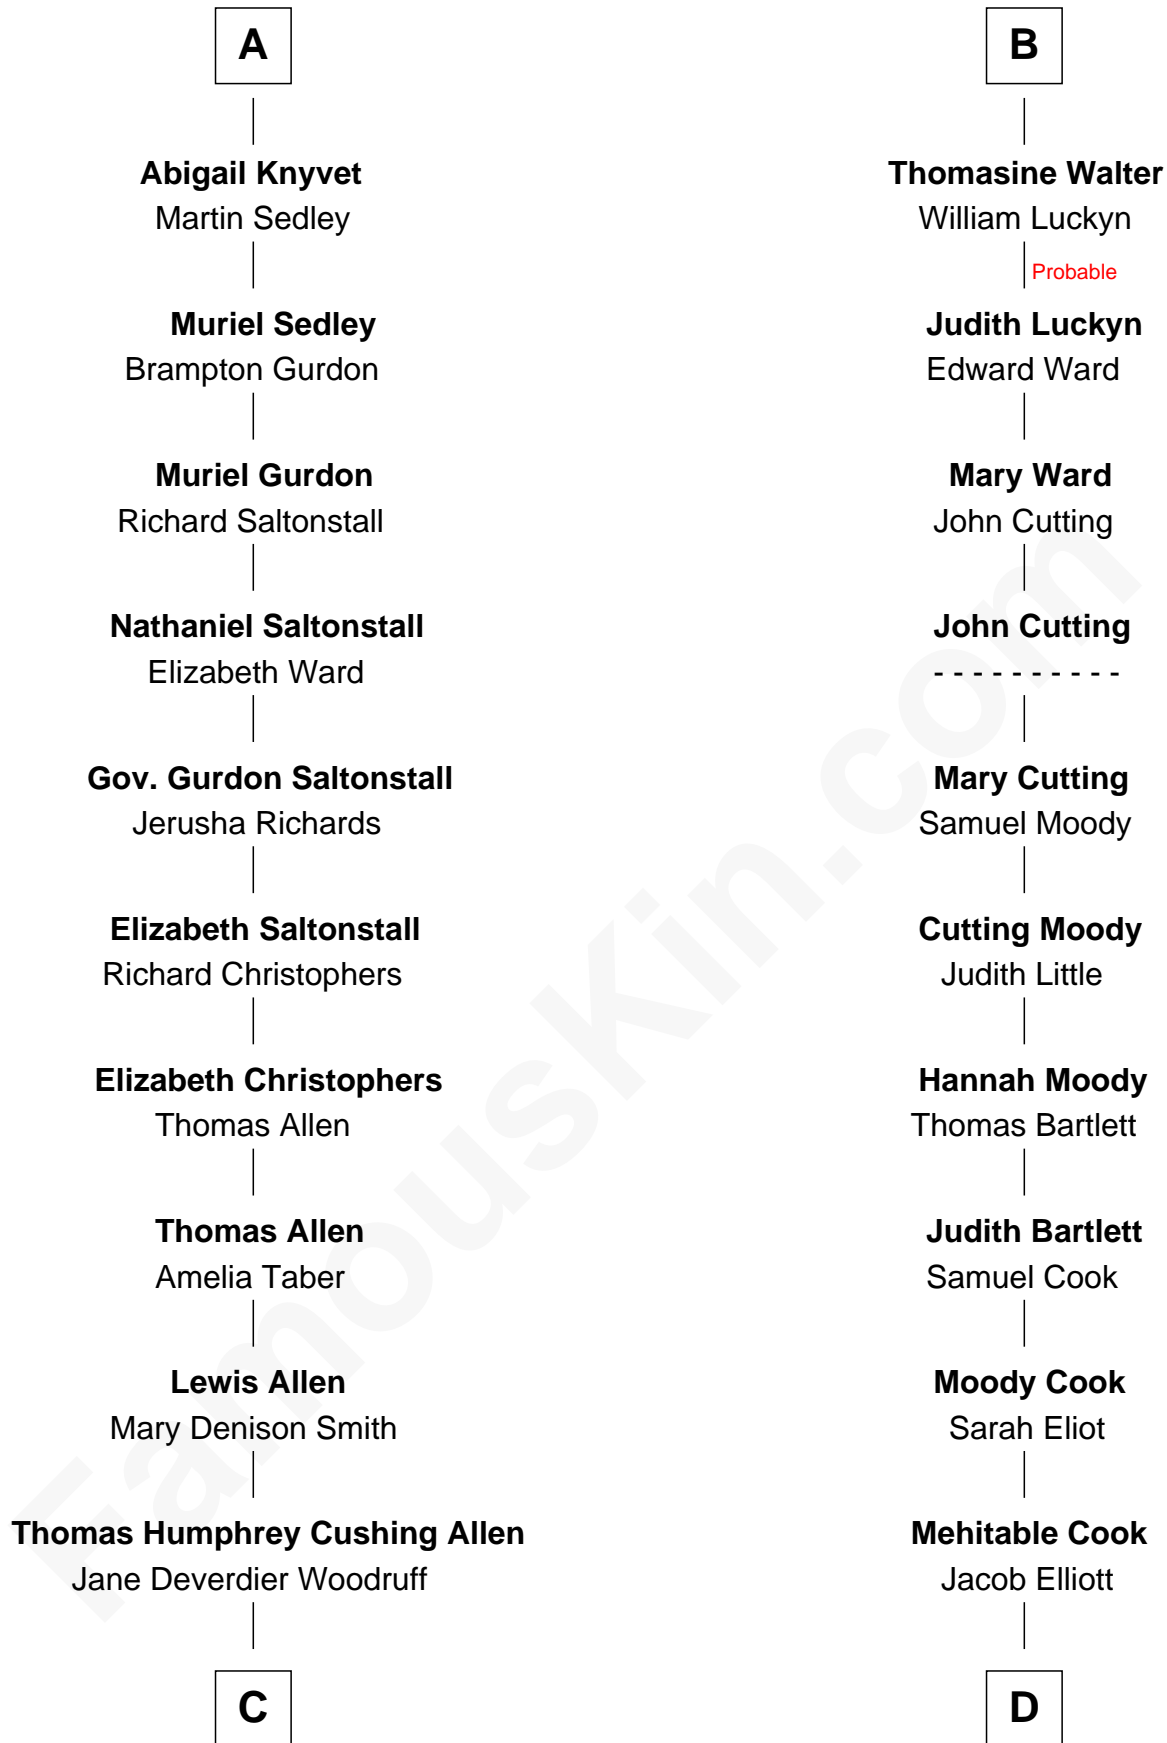 A
Abigail Knyvet
Martin Sedley
Muriel Sedley
Brampton Gurdon
Muriel Gurdon
Richard Saltonstall
Nathaniel Saltonstall
Elizabeth Ward
Gov. Gurdon Saltonstall
Jerusha Richards
Elizabeth Saltonstall
Richard Christophers
Elizabeth Christophers
Thomas Allen
Thomas Allen
Amelia Taber
Lewis Allen
Mary Denison Smith
Thomas Humphrey Cushing Allen
Jane Deverdier Woodruff
C
B
Thomasine Walter
William Luckyn
Probable
Judith Luckyn
Edward Ward
Mary Ward
John Cutting
John Cutting
- - - - - - - - - -
Mary Cutting
Samuel Moody
Cutting Moody
Judith Little
Hannah Moody
Thomas Bartlett
Judith Bartlett
Samuel Cook
Moody Cook
Sarah Eliot
Mehitable Cook
Jacob Elliott
D
FamousKin.com